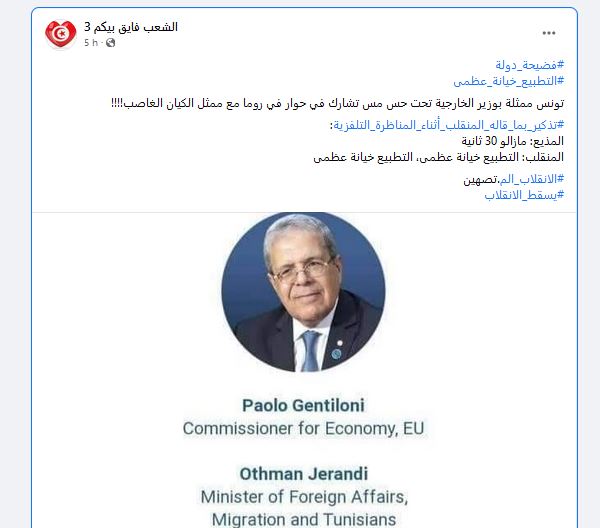 الشعب فايق بيكم 3
5 h ·
#فضيحة_دولة
#التطبيع_خيانة_عظمى
تونس ممثلة بوزير الخارجية تحت حس مس تشارك في حوار في روما مع ممثل الكيان الغاصب!!!!
#تذكير_بما_قاله_المنقلب_أثناء_المناظرة_التلفزية:
المذيع: مازالو 30 ثانية
المنقلب: التطبيع خيانة عظمى، التطبيع خيانة عظمى
#الانقلاب_الم.تصهين
#يسقط_الانقلاب
Paolo Gentiloni
Commissioner for Economy, EU
Othman Jerandi
Minister of Foreign Affairs,
Migration and Tunisians